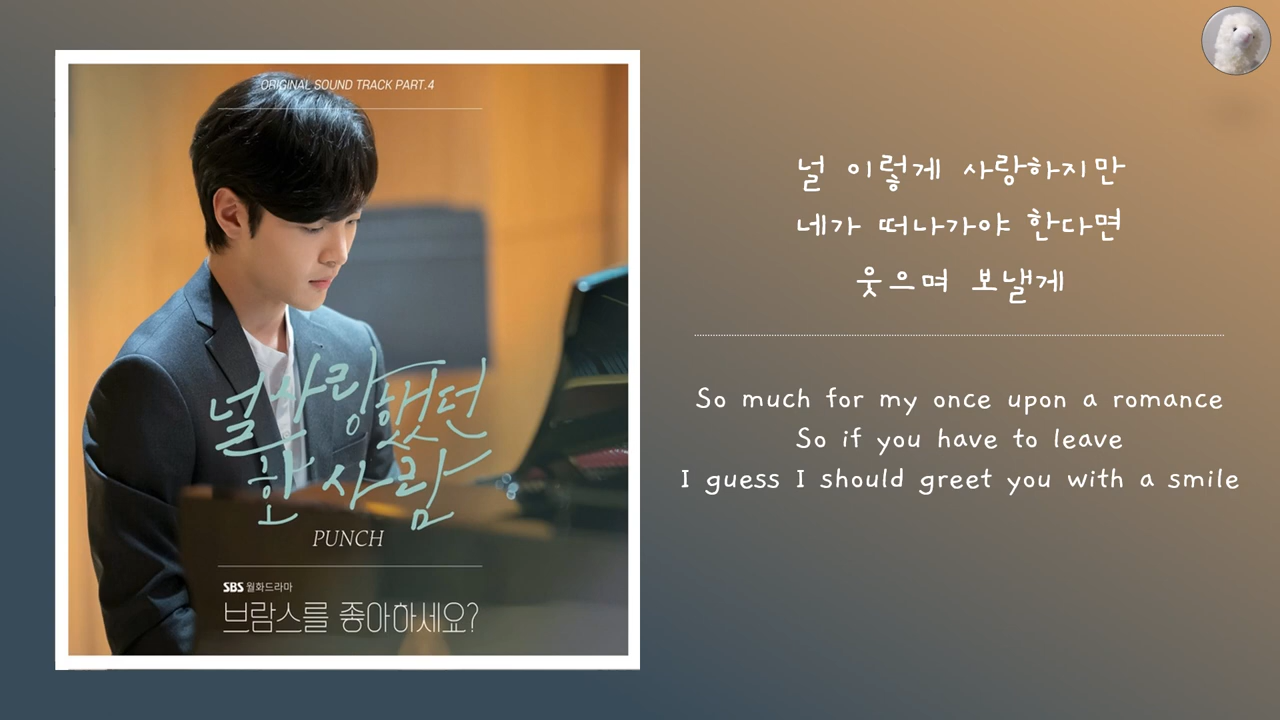 ORIGINAL SOUND TRACK PART.4
널 사랑했던
한 사람
PUNCH
SBS 월화드라마
브람스를 좋아하세요?
널 이렇게 사랑하지만
네가 떠나가야 한다면
웃으며 보낼게
So much for my once upon a romance
So if you have to leave
I guess I should greet you with a smile